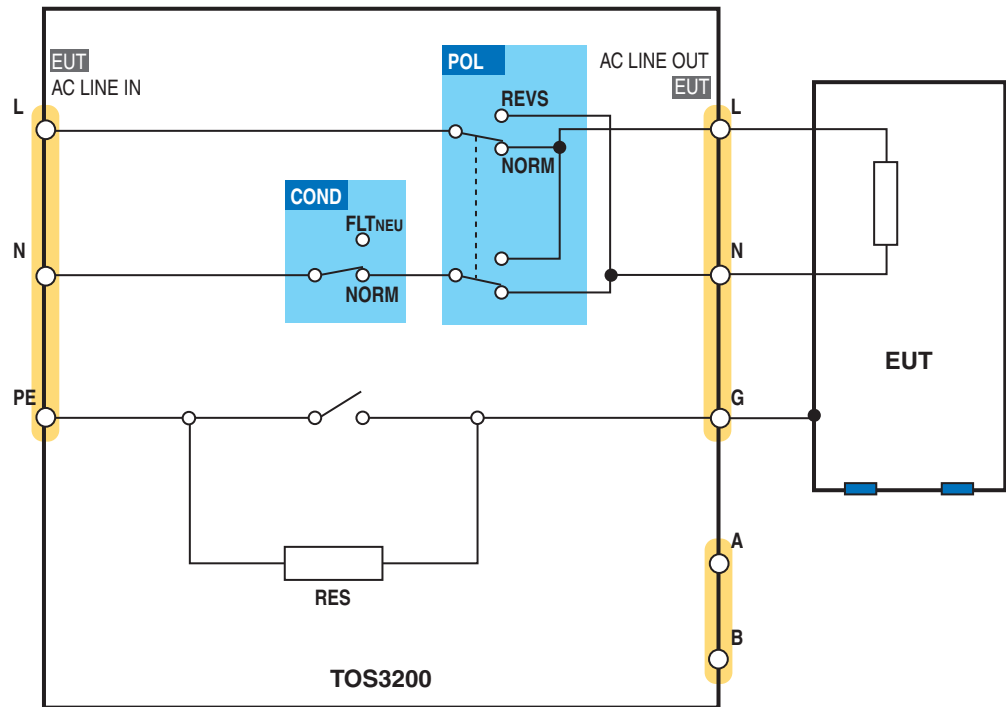 EUT
AC LINE IN
POL
AC LINE OUT
EUT
L
REVS
L
NORM
COND
FLTNEU
N
N
NORM
EUT
PE
G
A
RES
B
TOS3200